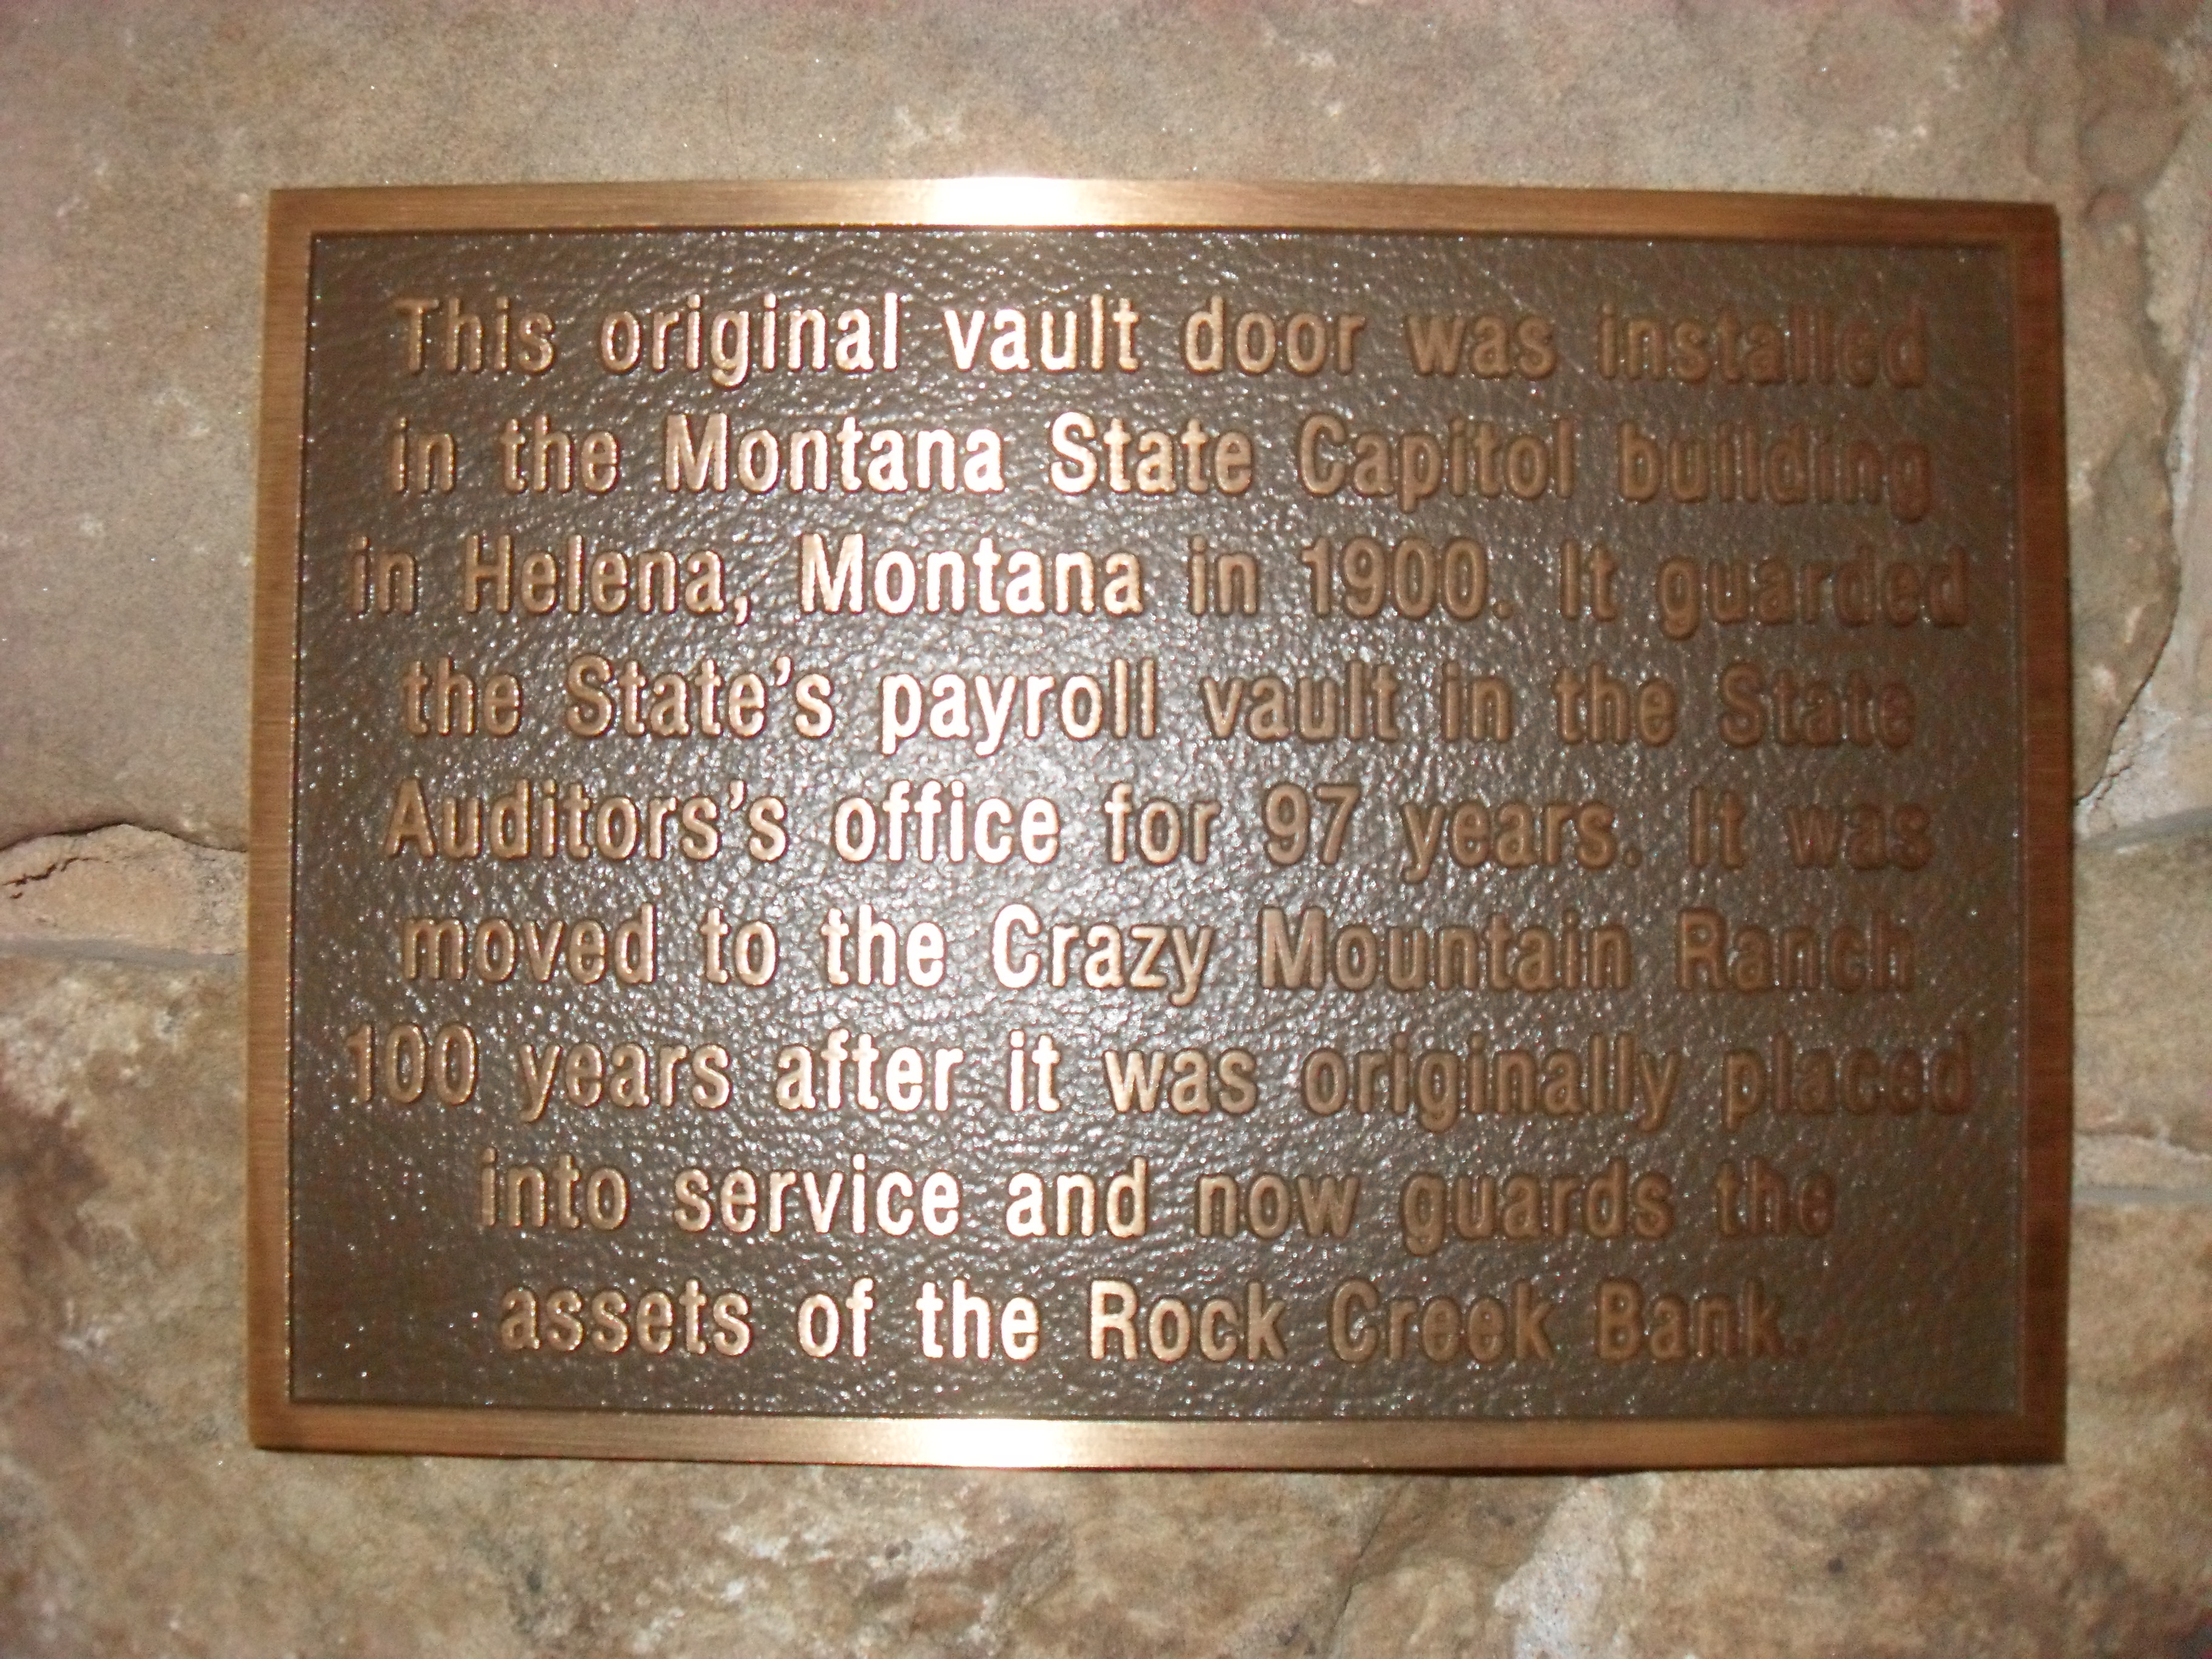 This original vault door was installed
in the Montana State Capitol building
in Helena, Montana in 1900. It guarded
the State's payroll vault in the State
Auditors's office for 97 years. It was
moved to the Crazy Mountain Ranch
100 years after it was originally placed
into service and now guards the
assets of the Rock Creek Bank.